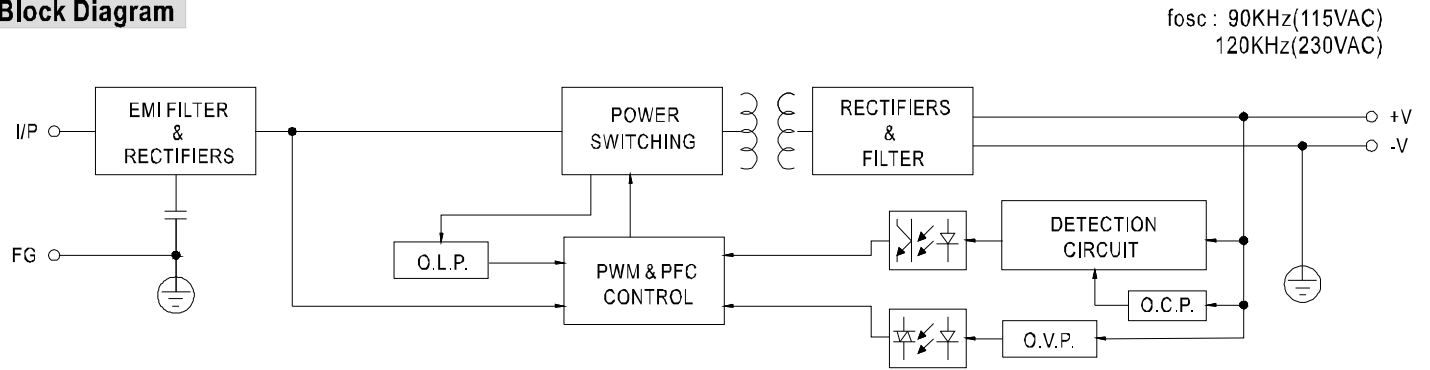 Block Diagram
fosc : 90KHz(115VAC)
120KHz(230VAC)
I/P
EMI FILTER
&
RECTIFIERS
POWER
SWITCHING
RECTIFIERS
&
FILTER
+V
-V
FG
O.L.P.
PWM & PFC
CONTROL
DETECTION
CIRCUIT
O.C.P.
O.V.P.